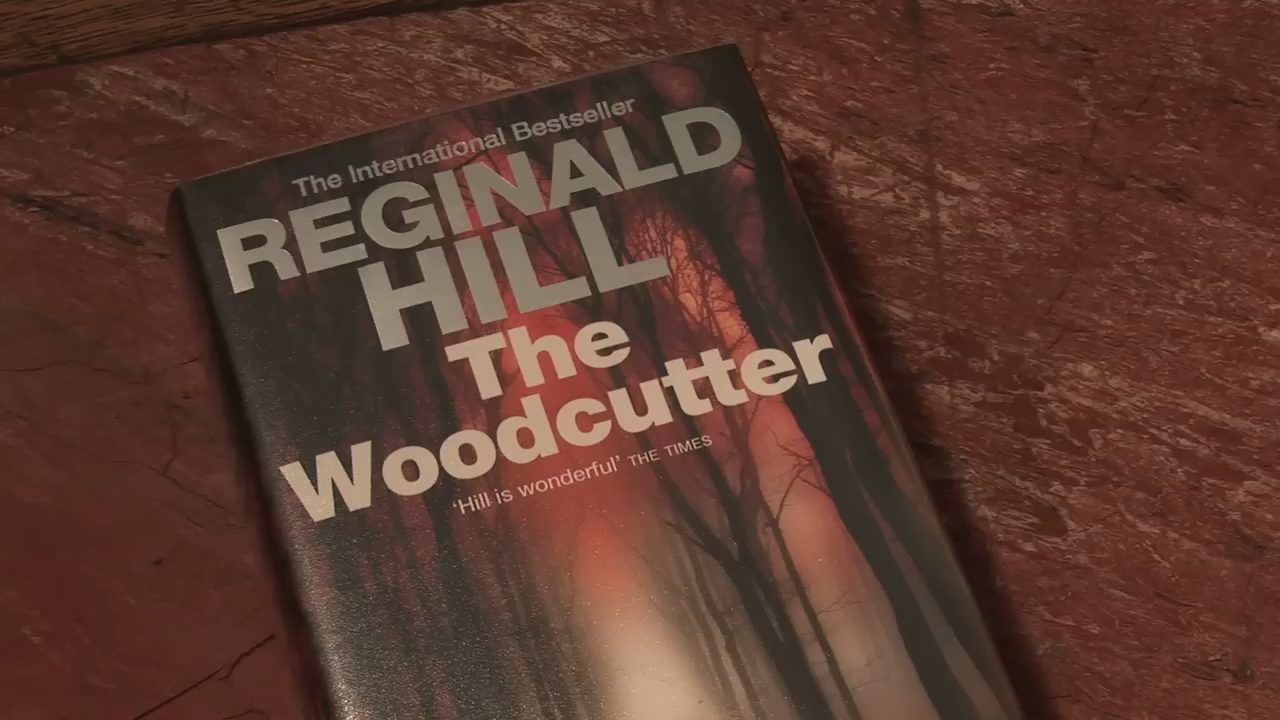 The International Bestseller
REGINALD
HILL
The
Woodcutter
‘Hill is wonderful’ THE TIMES